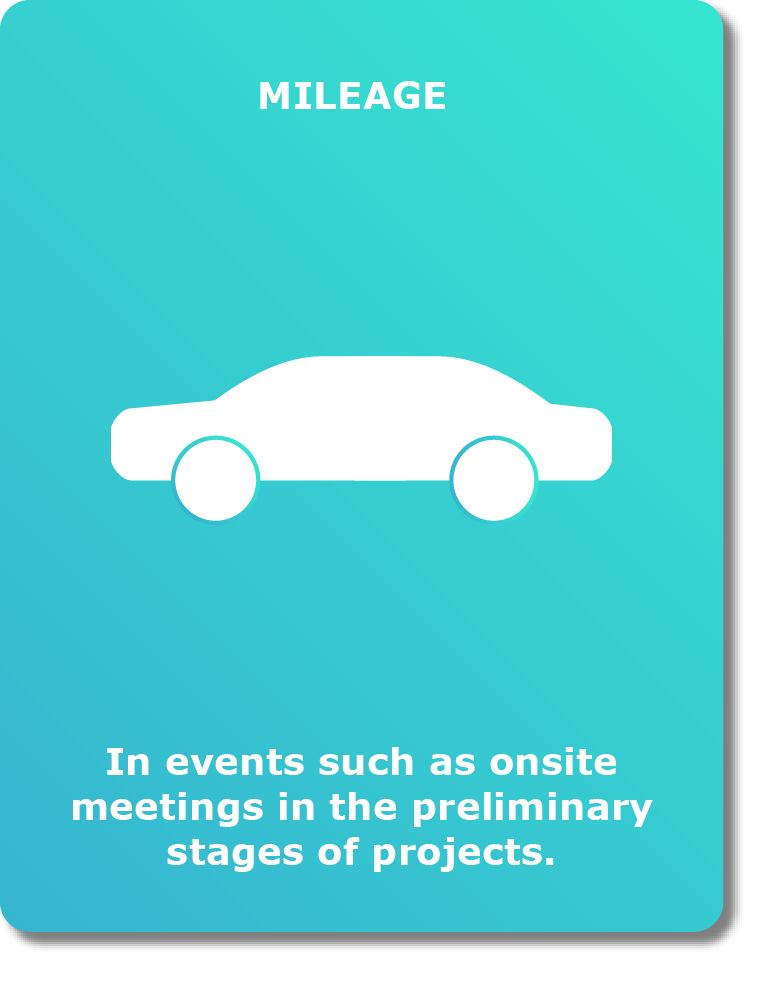 MILEAGE
In events such as onsite
meetings in the preliminary
stages of projects.